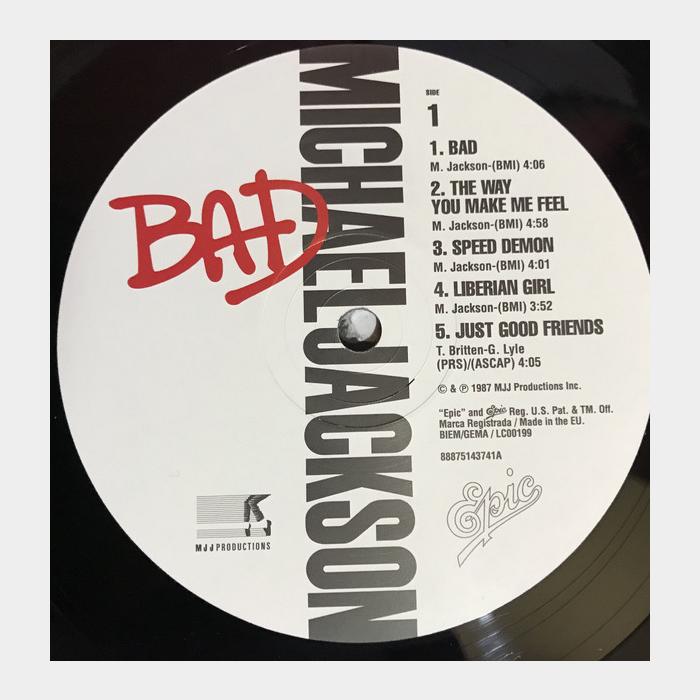 BAD
MICHAEL JACKSON
SIDE
1
1. BAD
M. Jackson-(BMI) 4:06
2. THE WAY
YOU MAKE ME FEEL
M. Jackson-(BMI) 4:58
3. SPEED DEMON
M. Jackson-(BMI) 4:01
4. LIBERIAN GIRL
M. Jackson-(BMI) 3:52
5. JUST GOOD FRIENDS
T. Britten-G. Lyle
(PRS)/(ASCAP) 4:05
© & ℗ 1987 MJJ Productions Inc.
"Epic" and Epic Reg. U.S. Pat. & TM. Off.
Marca Registrada / Made in the EU.
BIEM/GEMA / LC00199
88875143741A
Epic
MJJ PRODUCTIONS